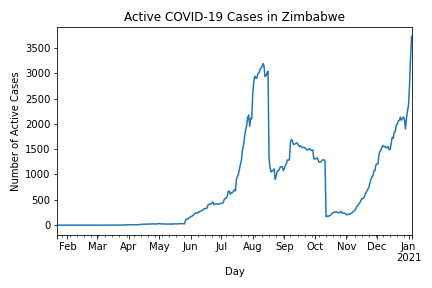 Active COVID-19 Cases in Zimbabwe
Number of Active Cases
3500
3000
2500
2000
1500
1000
500
0
Feb Mar Apr May Jun Jul Aug Sep Oct Nov Dec Jan
2021
Day